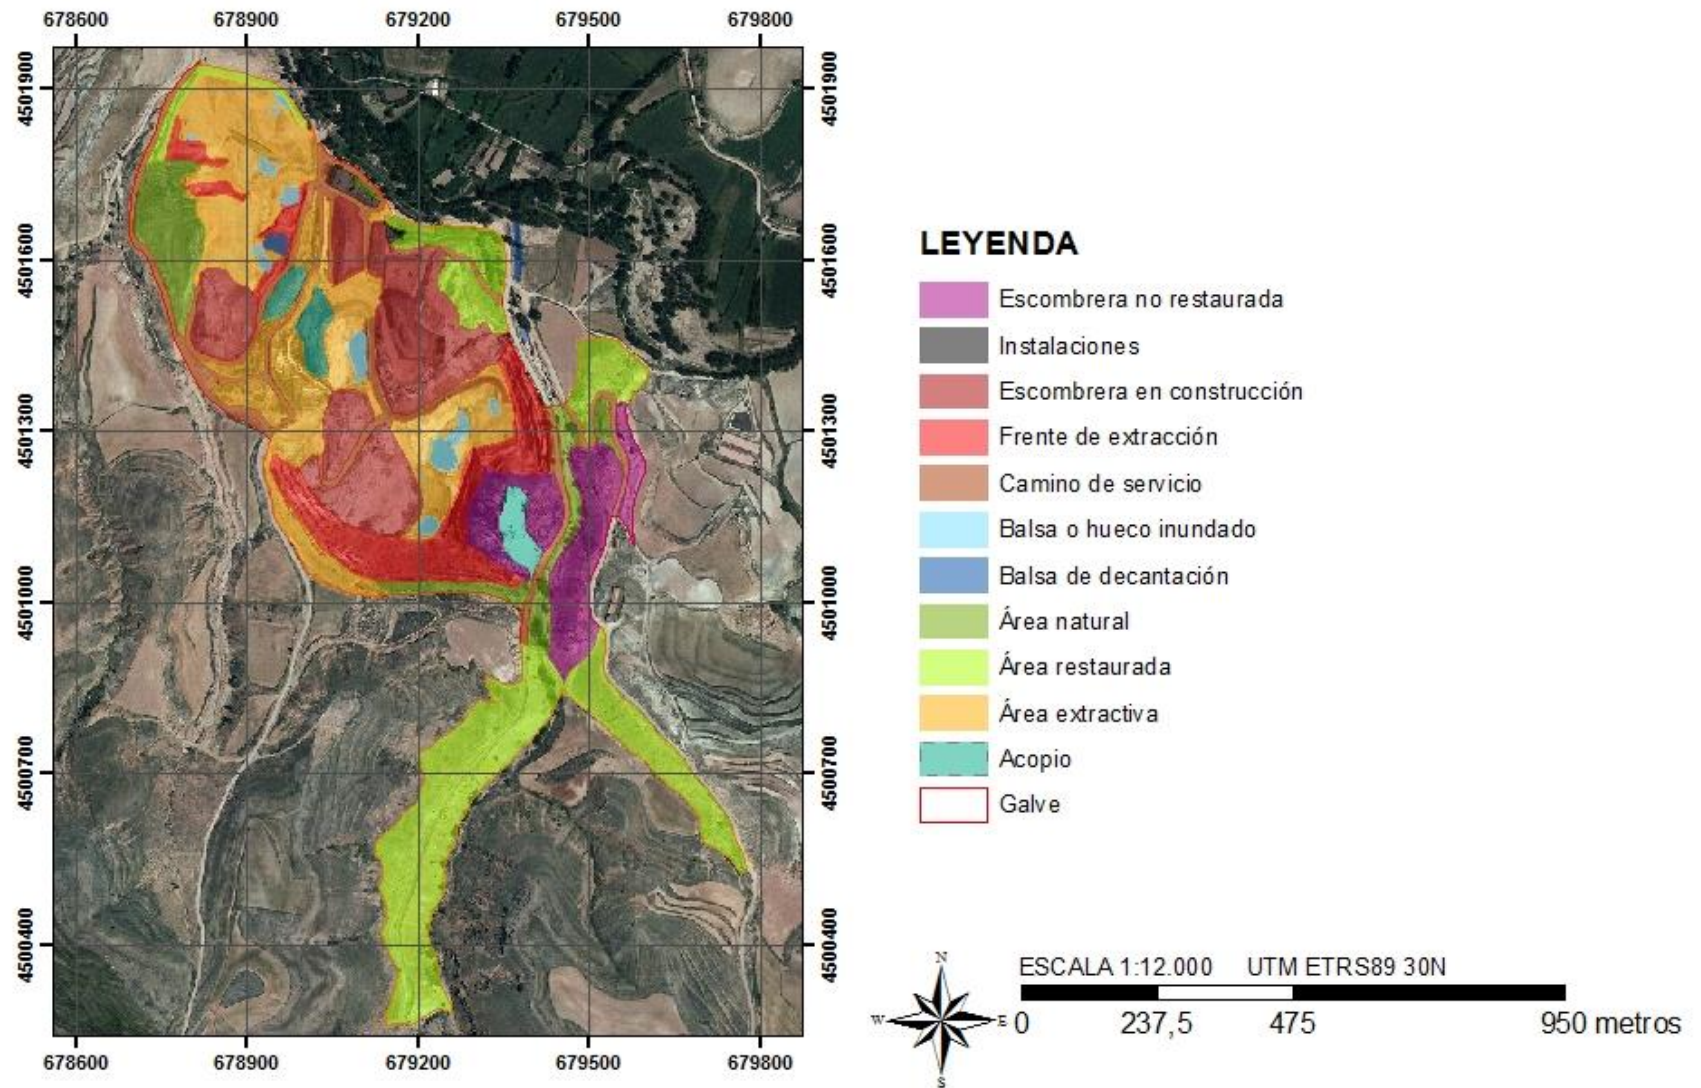 678600 678900 679200 679500 679800
4501900 4501900
4501600 4501600
4501300 4501300
4501000 4501000
4500700 4500700
4500400 4500400
678600 678900 679200 679500 679800
LEYENDA
Escombrera no restaurada
Instalaciones
Escombrera en construcción
Frente de extracción
Camino de servicio
Balsa o hueco inundado
Balsa de decantación
Área natural
Área restaurada
Área extractiva
Acopio
Galve
N
W E
S
ESCALA 1:12.000 UTM ETRS89 30N
0 237,5 475 950 metros